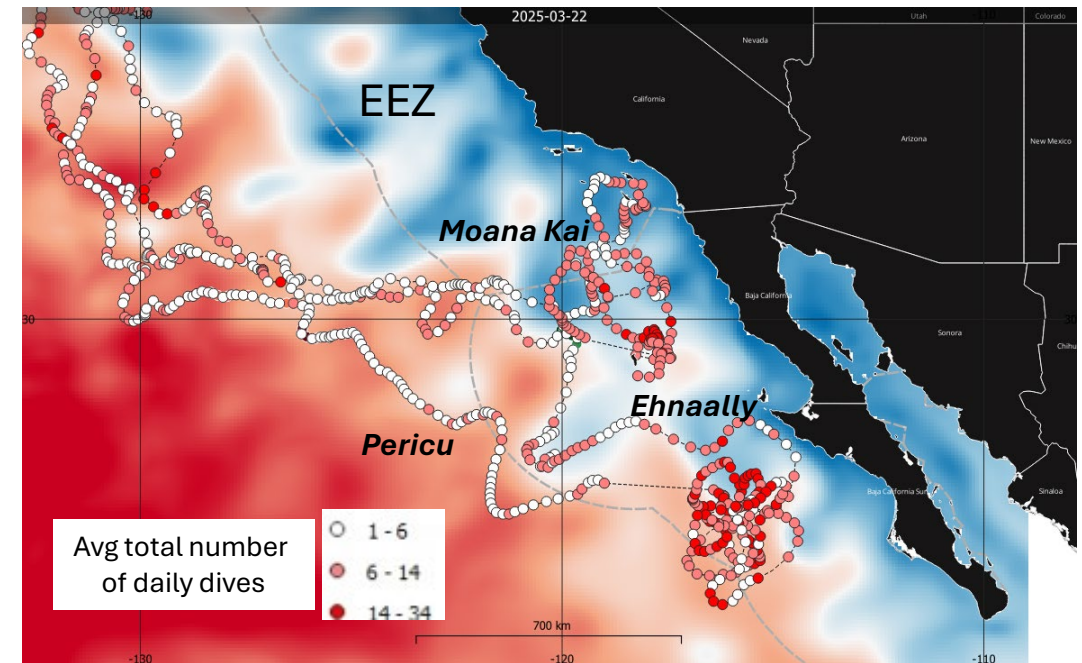 -130
2025-03-22
Utah
-110
Colorado
Nevada
EEZ
California
Arizona
New Mexico
Moana Kai
Baja California
30
30
Sonora
Chihu
Ehnaally
Pericu
Baja California Sur
Sinaloa
Avg total number
of daily dives
1 - 6
6 - 14
14 - 34
700 km
-130
-120
-110